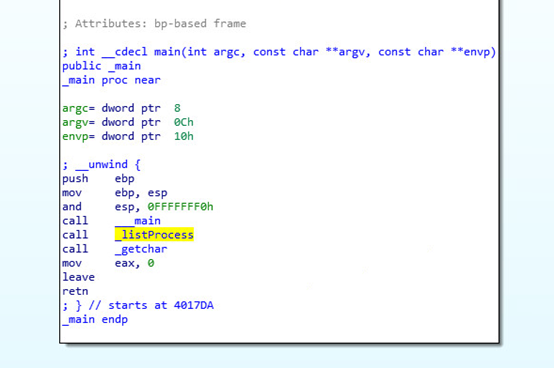 ; Attributes: bp-based frame
; int __cdecl main(int argc, const char **argv, const char **envp)
public _main
_main proc near
argc= dword ptr  8
argv= dword ptr  0Ch
envp= dword ptr  10h
; __unwind {
push    ebp
mov     ebp, esp
and     esp, 0FFFFFFF0h
call    ___main
call    _listProcess
call    _getchar
mov     eax, 0
leave
retn
; } // starts at 4017DA
_main endp